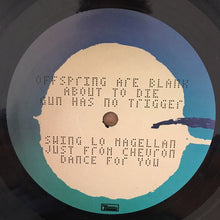 OFFSPRING ARE BLANK
ABOUT TO DIE
GUN HAS NO TRIGGER
SWING LO MAGELLAN
JUST FROM CHEVRON
DANCE FOR YOU